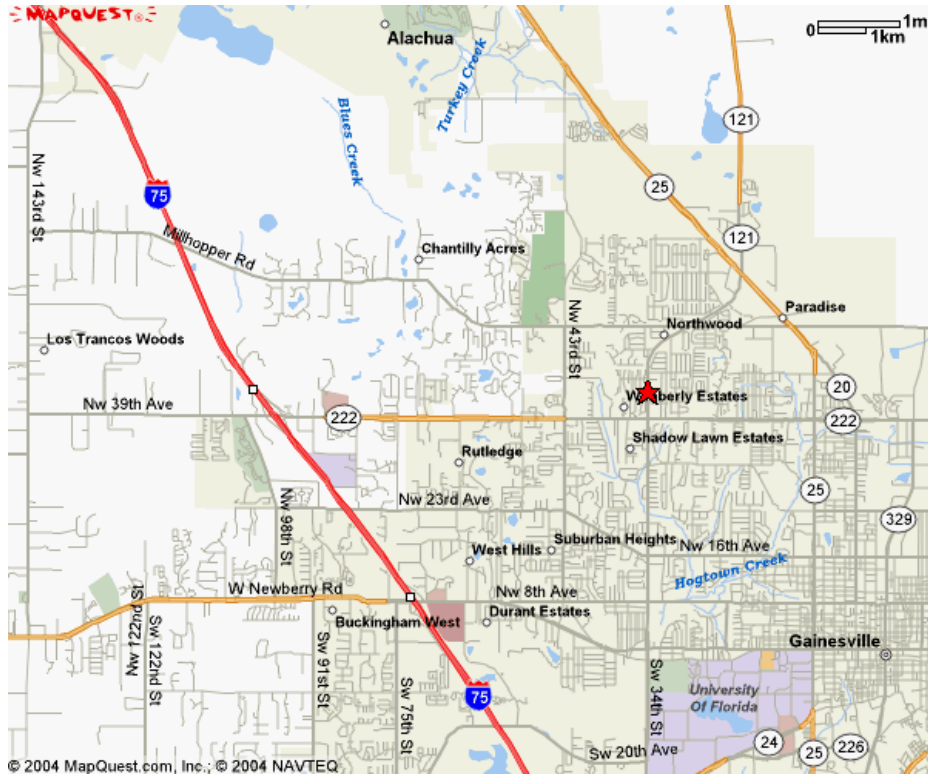 MAPQUEST®
0 1m
1km
Alachua
Turkey Creek
Blues Creek
121
Nw 143rd St
75
25
121
Millhopper Rd
Chantilly Acres
Paradise
Northwood
Nw 43rd St
Los Trancos Woods
20
Nw 39th Ave
222
Estates
222
Shadow Lawn Estates
Rutledge
25
Nw 98th St
Nw 23rd Ave
329
Suburban Heights
Nw 16th Ave
West Hills
Hogtown Creek
W Newberry Rd
Nw 8th Ave
Nw 122nd St
Sw 122nd St
Buckingham West
Durant Estates
Gainesville
Sw 91st St
Sw 75th St
Sw 34th St
University
Of Florida
75
24
25
226
Sw 20th Ave
© 2004 MapQuest.com, Inc.; © 2004 NAVTEQ